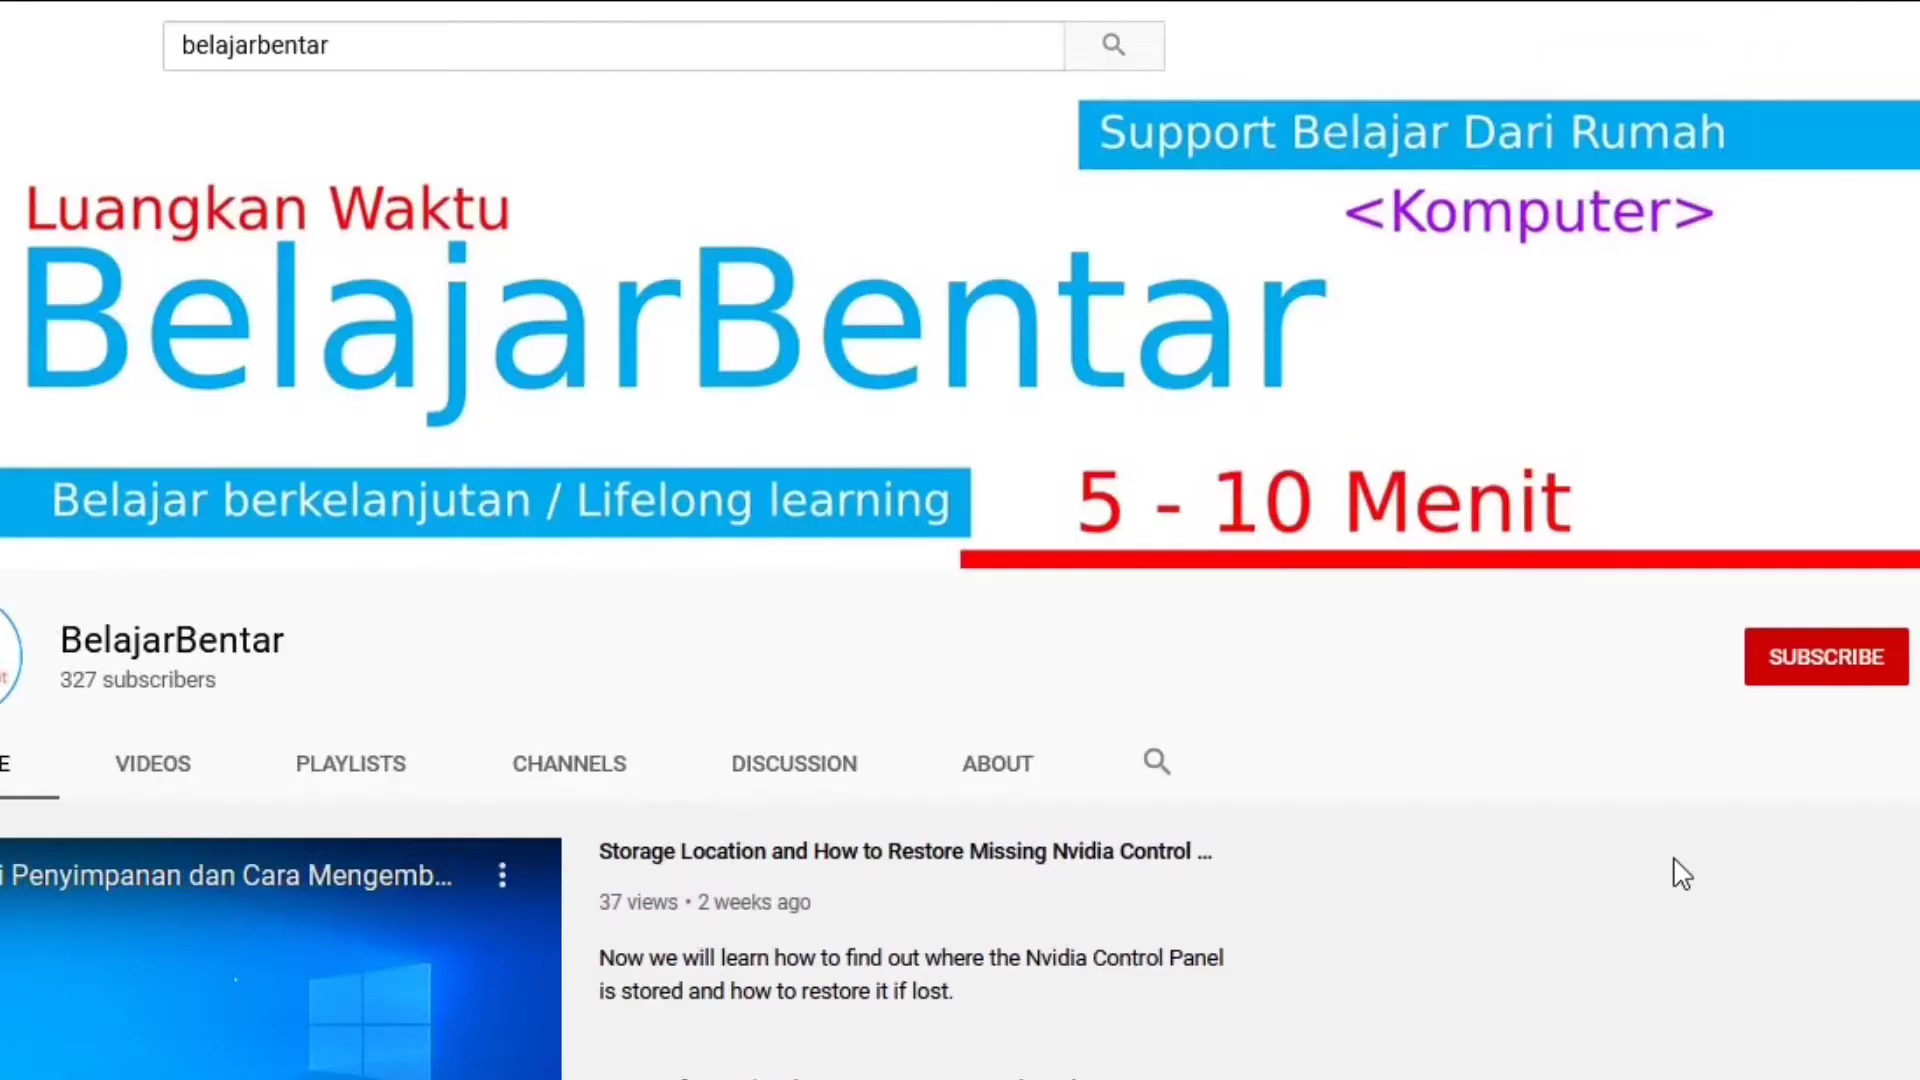 belajarbentar
Support Belajar Dari Rumah
Luangkan Waktu
<Komputer>
BelajarBentar
Belajar berkelanjutan / Lifelong learning
5 - 10 Menit
BelajarBentar
327 subscribers
SUBSCRIBE
E VIDEOS PLAYLISTS CHANNELS DISCUSSION ABOUT
i Penyimpanan dan Cara Mengemb...
Storage Location and How to Restore Missing Nvidia Control ...
37 views • 2 weeks ago
Now we will learn how to find out where the Nvidia Control Panel
is stored and how to restore it if lost.